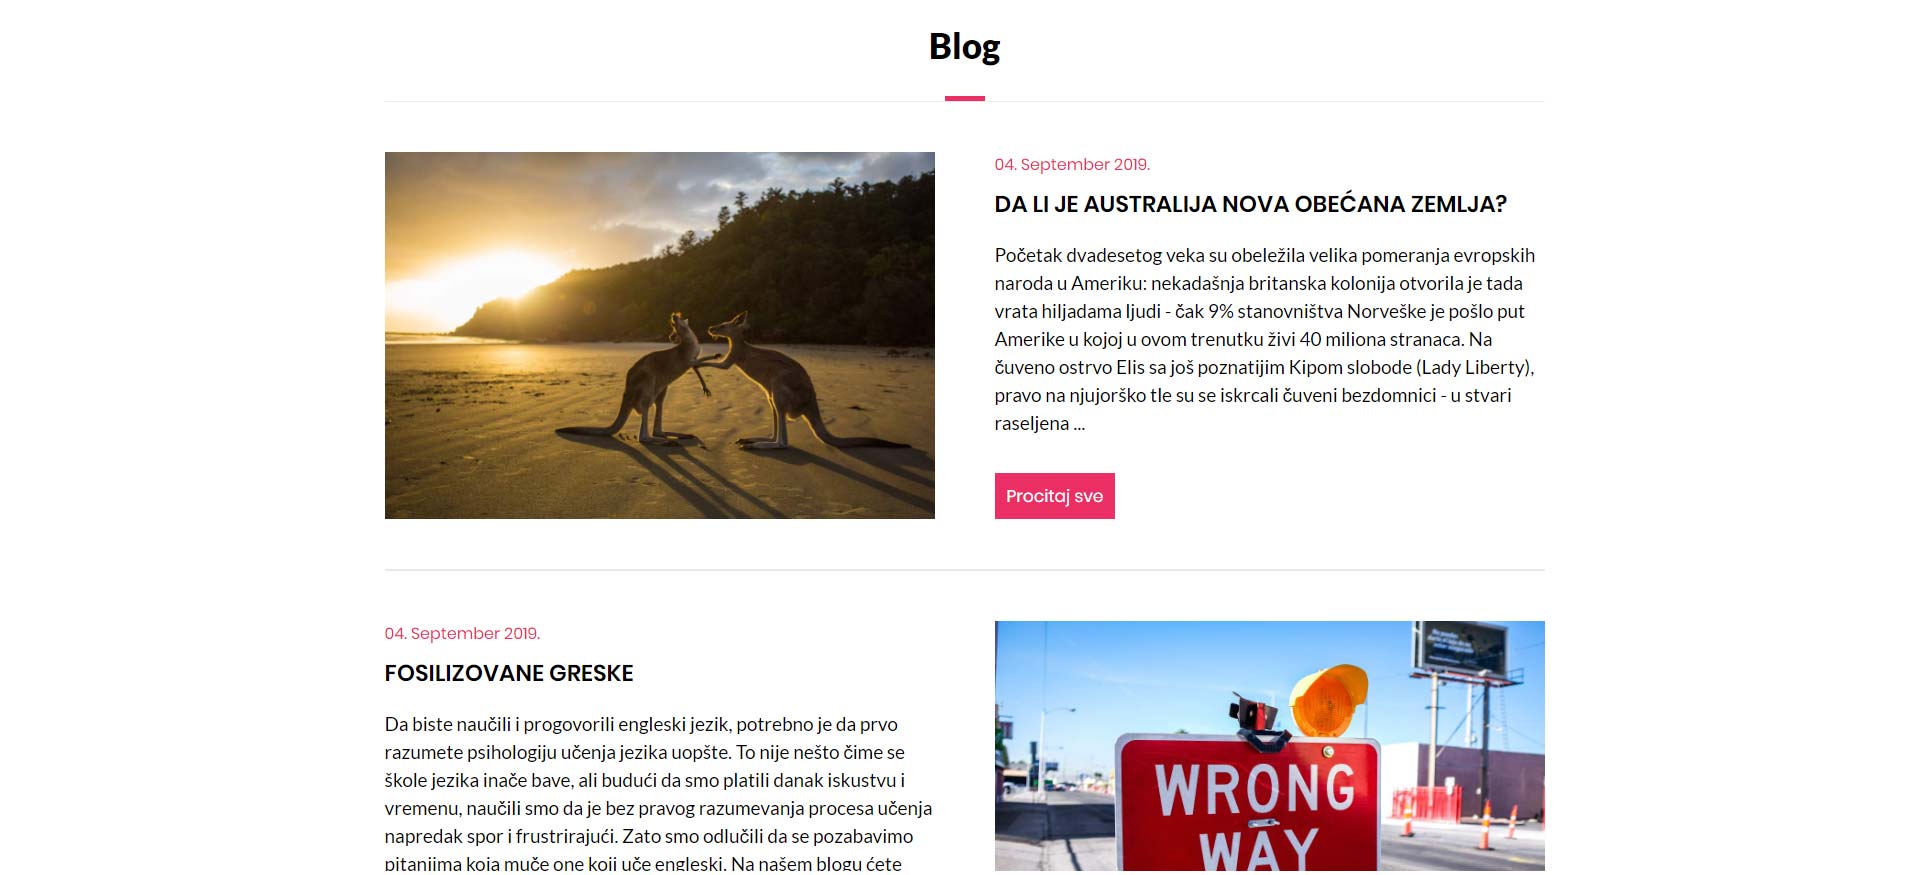 Blog
04. September 2019.
DA LI JE AUSTRALIJA NOVA OBEĆANA ZEMLJA?
Početak dvadesetog veka su obeležila velika pomeranja evropskih
naroda u Ameriku: nekadašnja britanska kolonija otvorila je tada
vrata hiljadama ljudi - čak 9% stanovništva Norveške je pošlo put
Amerike u kojoj u ovom trenutku živi 40 miliona stranaca. Na
čuveno ostrvo Elis sa još poznatijim Kipom slobode (Lady Liberty),
pravo na njujorško tle su se iskrcali čuveni bezdomnici - u stvari
raseljena ...
Procitaj sve
04. September 2019.
FOSILIZOVANE GRESKE
Da biste naučili i progovorili engleski jezik, potrebno je da prvo
razumete psihologiju učenja jezika uopšte. To nije nešto čime se
škole jezika inače bave, ali budući da smo platili danak iskustvu i
vremenu, naučili smo da je bez pravog razumevanja procesa učenja
napredak spor i frustrirajući. Zato smo odlučili da se pozabavimo
pitanjima koja muče one koji uče engleski. Na našem blogu ćete
WRONG
WAY